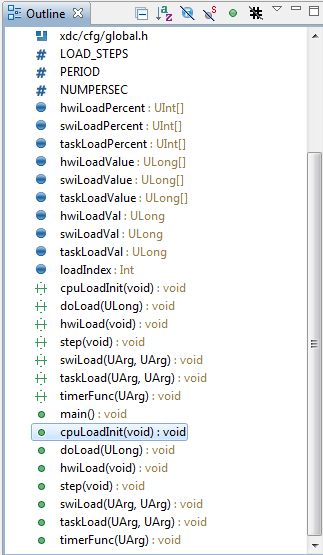 Outline
xdc/cfg/global.h
LOAD_STEPS
PERIOD
NUMPERSEC
hwiLoadPercent : UInt[]
swiLoadPercent : UInt[]
taskLoadPercent : UInt[]
hwiLoadValue : ULong[]
swiLoadValue : ULong[]
taskLoadValue : ULong[]
hwiLoadVal : ULong
swiLoadVal : ULong
taskLoadVal : ULong
loadIndex : Int
cpuLoadInit(void) : void
doLoad(ULong) : void
hwiLoad(void) : void
step(void) : void
swiLoad(UArg, UArg) : void
taskLoad(UArg, UArg) : void
timerFunc(UArg) : void
main() : void
cpuLoadInit(void) : void
doLoad(ULong) : void
hwiLoad(void) : void
step(void) : void
swiLoad(UArg, UArg) : void
taskLoad(UArg, UArg) : void
timerFunc(UArg) : void